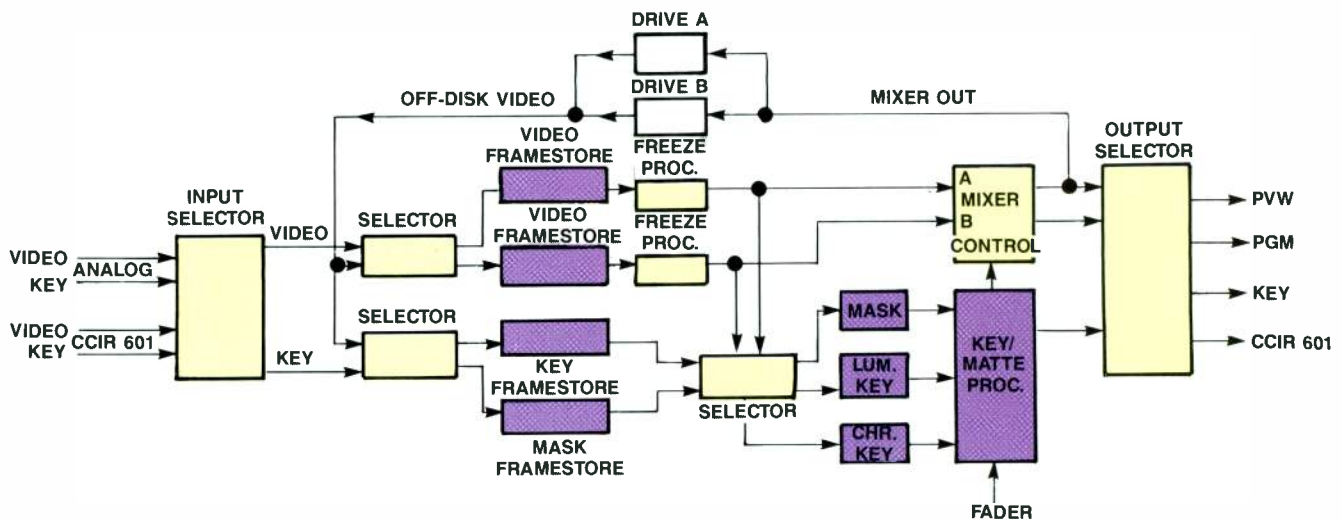 DRIVE A
DRIVE B
OFF-DISK VIDEO
MIXER OUT
VIDEO
FRAMESTORE
FREEZE
PROC.
OUTPUT
SELECTOR
INPUT
SELECTOR
VIDEO
SELECTOR
VIDEO
FRAMESTORE
FREEZE
PROC.
A
MIXER
B
CONTROL
PVW
PGM
KEY
CCIR 601
VIDEO
ANALOG
KEY
VIDEO
CCIR 601
KEY
KEY
SELECTOR
KEY
FRAMESTORE
MASK
FRAMESTORE
SELECTOR
MASK
LUM.
KEY
CHR.
KEY
KEY/
MATTE
PROC.
FADER